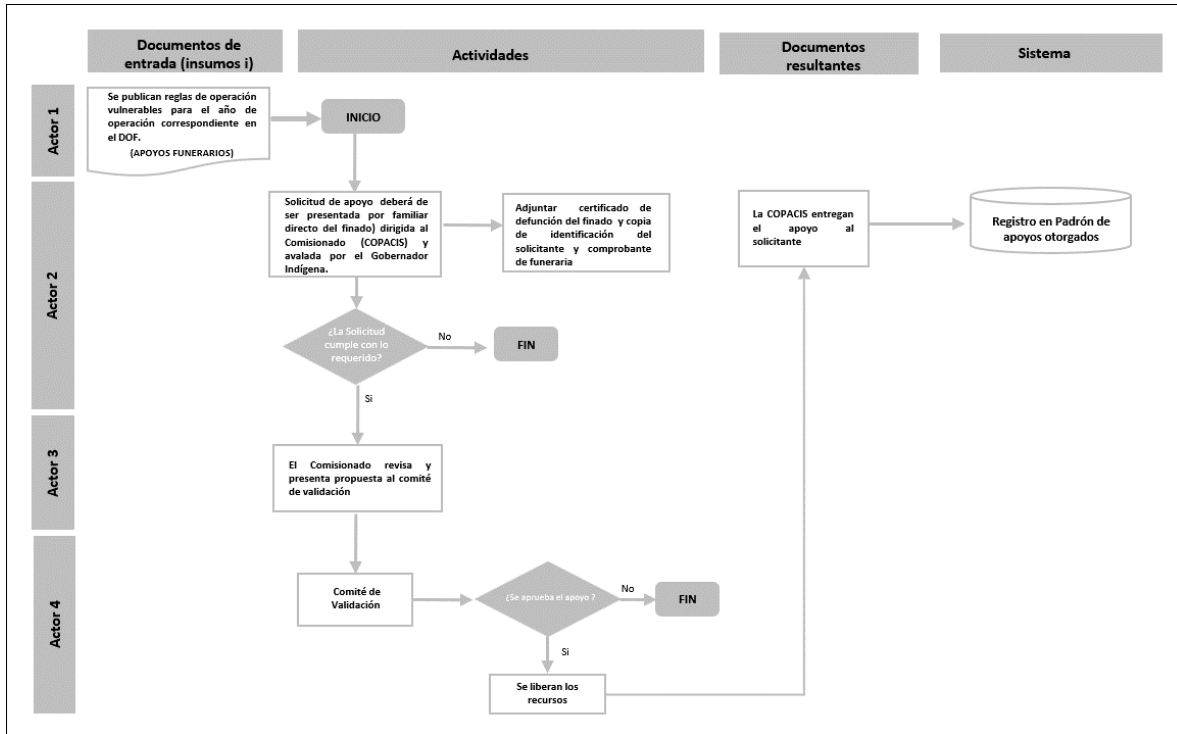 Documentos de
entrada (insumos i)
Actividades
Documentos
resultantes
Sistema
Actor 1
Se publican reglas de operación
vulnerables para el año de
operación correspondiente en
el DOF.
(APOYOS FUNERARIOS)
INICIO
Actor 2
Solicitud de apoyo deberá de
ser presentada por familiar
directo del finado) dirigida al
Comisionado (COPACIS) y
avalada por el Gobernador
Indígena.
Adjuntar certificado de
defunción del finado y copia
de identificación del
solicitante y comprobante
de funeraria
La COPACIS entregan
el apoyo al
solicitante
Registro en Padrón de
apoyos otorgados
¿La Solicitud
cumple con lo
requerido?
No
FIN
Si
Actor 3
El Comisionado revisa y
presenta propuesta al comité
de validación
Actor 4
Comité de
Validación
¿Se aprueba el apoyo ?
No
FIN
Si
Se liberan los
recursos